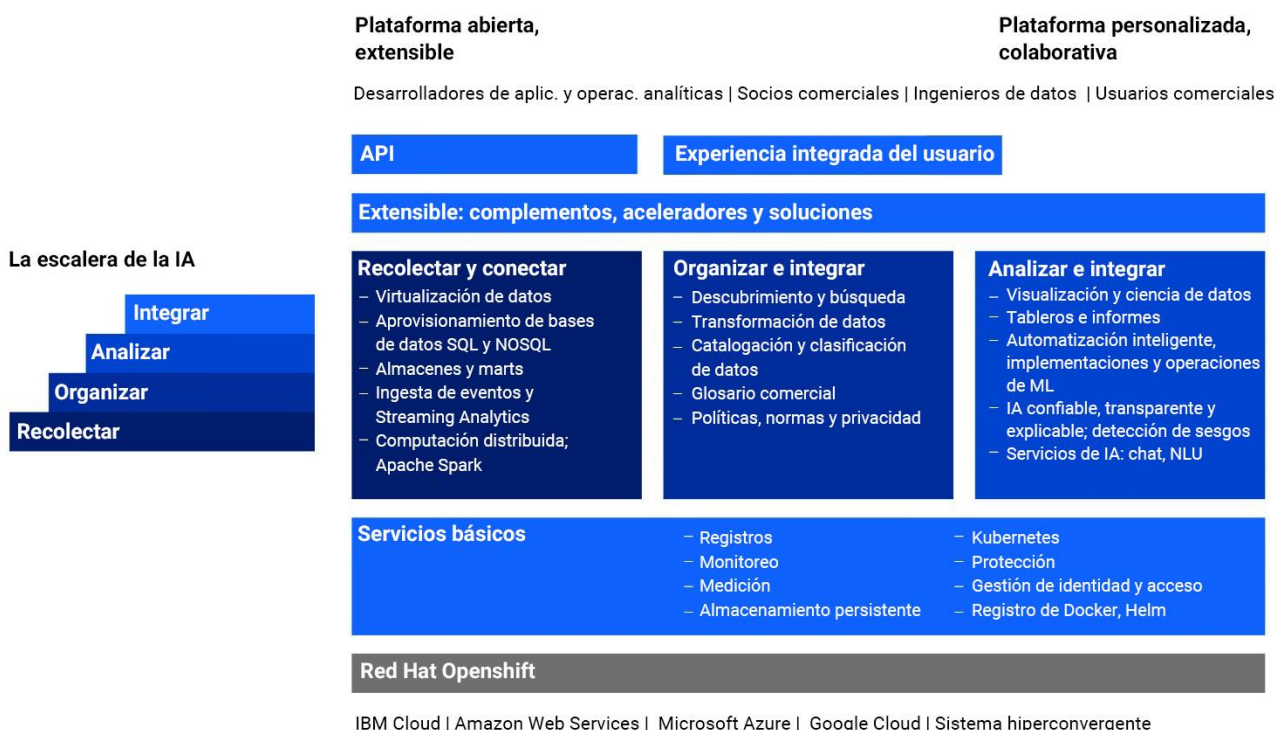 Plataforma abierta,
extensible
Plataforma personalizada,
colaborativa
Desarrolladores de aplic. y operac. analíticas | Socios comerciales | Ingenieros de datos | Usuarios comerciales
API
Experiencia integrada del usuario
Extensible: complementos, aceleradores y soluciones
La escalera de la IA
Integrar
Analizar
Organizar
Recolectar
Recolectar y conectar
– Virtualización de datos
– Aprovisionamiento de bases
de datos SQL y NOSQL
– Almacenes y marts
– Ingesta de eventos y
Streaming Analytics
– Computación distribuida;
Apache Spark
Organizar e integrar
– Descubrimiento y búsqueda
– Transformación de datos
– Catalogación y clasificación
de datos
– Glosario comercial
– Políticas, normas y privacidad
Analizar e integrar
– Visualización y ciencia de datos
– Tableros e informes
– Automatización inteligente,
implementaciones y operaciones
de ML
– IA confiable, transparente y
explicable; detección de sesgos
– Servicios de IA: chat, NLU
Servicios básicos
– Registros
– Monitoreo
– Medición
– Almacenamiento persistente
– Kubernetes
– Protección
– Gestión de identidad y acceso
– Registro de Docker, Helm
Red Hat Openshift
IBM Cloud | Amazon Web Services | Microsoft Azure | Google Cloud | Sistema hiperconvergente